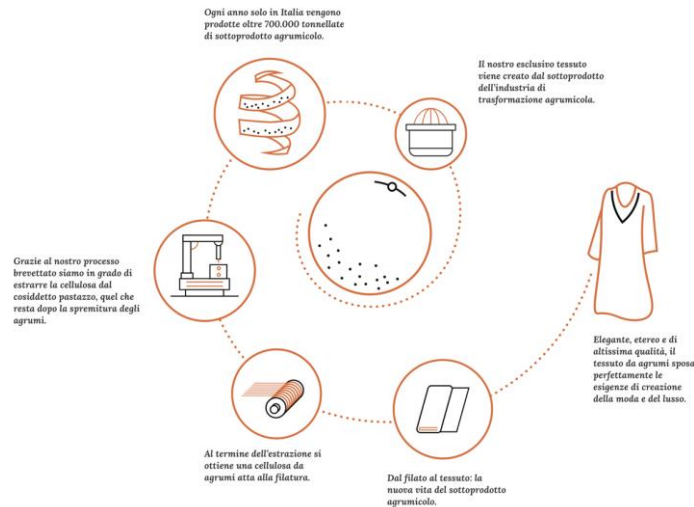 Ogni anno solo in Italia vengono
prodotte oltre 700.000 tonnellate
di sottoprodotto agrumicolo.
Il nostro esclusivo tessuto
viene creato dal sottoprodotto
dell'industria di
trasformazione agrumicola.
Grazie al nostro processo
brevettato siamo in grado di
estrarre la cellulosa dal
cosiddetto pastazzo, quel che
resta dopo la spremitura degli
agrumi.
Elegante, etereo e di
altissima qualità, il
tessuto da agrumi sposa
perfettamente le
esigenze di creazione
della moda e del lusso.
Al termine dell'estrazione si
ottiene una cellulosa da
agrumi atta alla filatura.
Dal filato al tessuto: la
nuova vita del sottoprodotto
agrumicolo.